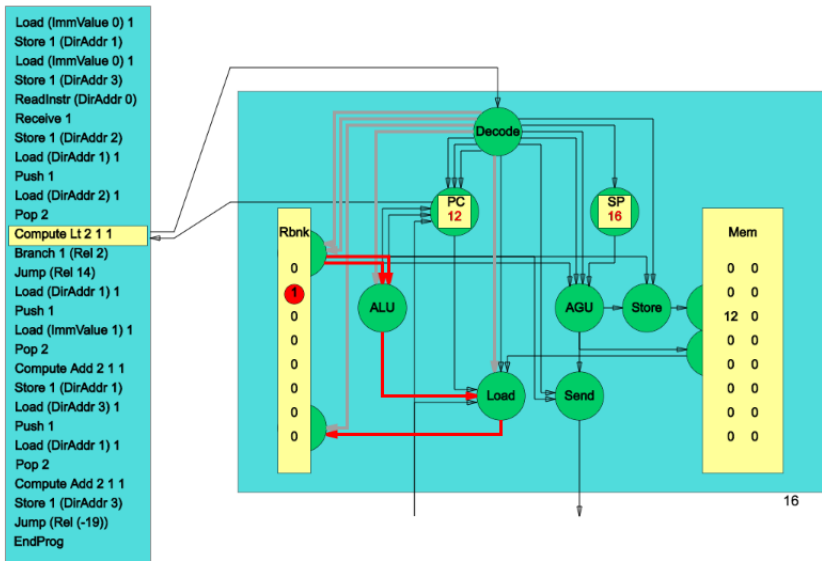 Load (ImmValue 0) 1
Store 1 (DirAddr 1)
Load (ImmValue 0) 1
Store 1 (DirAddr 3)
ReadInstr (DirAddr 0)
Receive 1
Store 1 (DirAddr 2)
Load (DirAddr 1) 1
Push 1
Load (DirAddr 2) 1
Pop 2
Compute Lt 2 1 1
Branch 1 (Rel 2)
Jump (Rel 14)
Load (DirAddr 1) 1
Push 1
Load (ImmValue 1) 1
Pop 2
Compute Add 2 1 1
Store 1 (DirAddr 1)
Load (DirAddr 3) 1
Push 1
Load (DirAddr 1) 1
Pop 2
Compute Add 2 1 1
Store 1 (DirAddr 3)
Jump (Rel (-19))
EndProg
Decode
PC
12
SP
16
Rbnk
0
1
0
0
0
0
0
0
ALU
AGU
Store
Load
Send
Mem
0 0
0 0
12 0
0 0
0 0
0 0
0 0
0 0
16